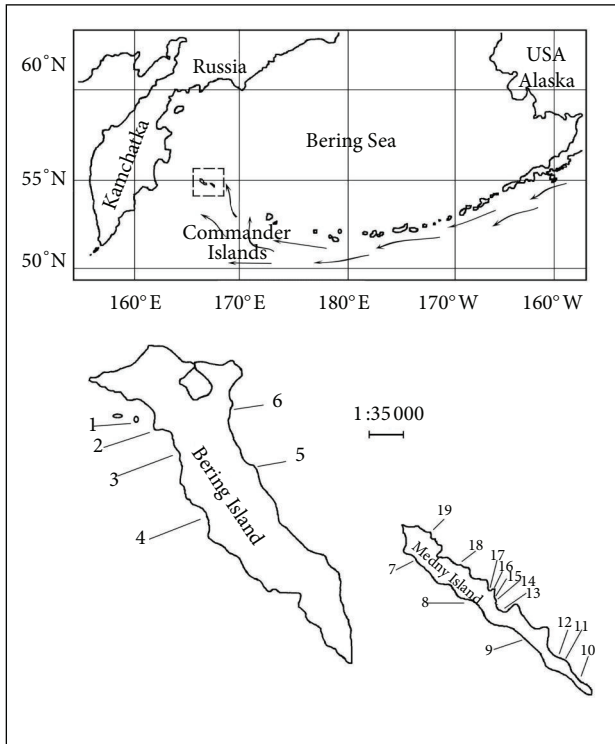 60°N
Russia
USA
Alaska
Kamchatka
Bering Sea
55°N
Commander
Islands
50°N
160°E
170°E
180°E
170°W
160°W
1
2
3
4
5
6
Bering Island
1:35 000
7
8
9
10
11
12
13
14
15
16
17
18
19
Medny Island